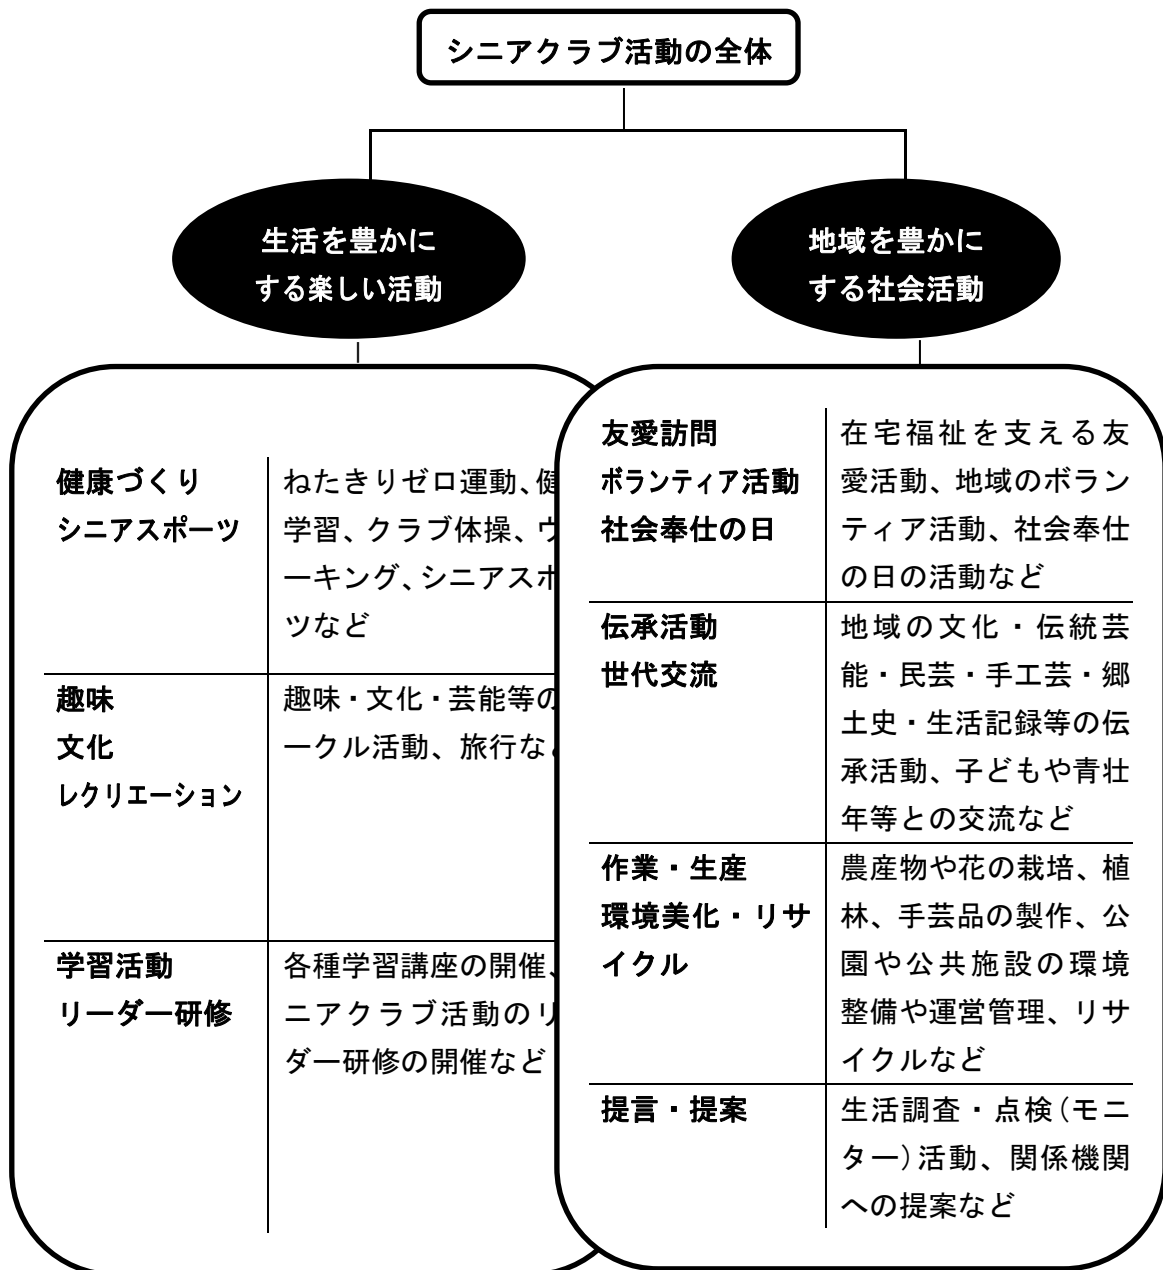 シニアクラブ活動の全体
生活を豊かに
する楽しい活動
健康づくり
シニアスポーツ
ねたきりゼロ運動、健
学習、クラブ体操、ウ
ーキング、シニアスポ
ツなど
趣味
文化
レクリエーション
趣味・文化・芸能等の
ークル活動、旅行など
学習活動
リーダー研修
各種学習講座の開催、
ニアクラブ活動のリ
ダー研修の開催など
地域を豊かに
する社会活動
友愛訪問
ボランティア活動
社会奉仕の日
在宅福祉を支える友
愛活動、地域のボラン
ティア活動、社会奉仕
の日の活動など
伝承活動
世代交流
地域の文化・伝統芸
能・民芸・手工芸・郷
土史・生活記録等の伝
承活動、子どもや青壮
年等との交流など
作業・生産
環境美化・リサ
イクル
農産物や花の栽培、植
林、手芸品の製作、公
園や公共施設の環境
整備や運営管理、リサ
イクルなど
提言・提案
生活調査・点検(モニ
ター)活動、関係機関
への提案など